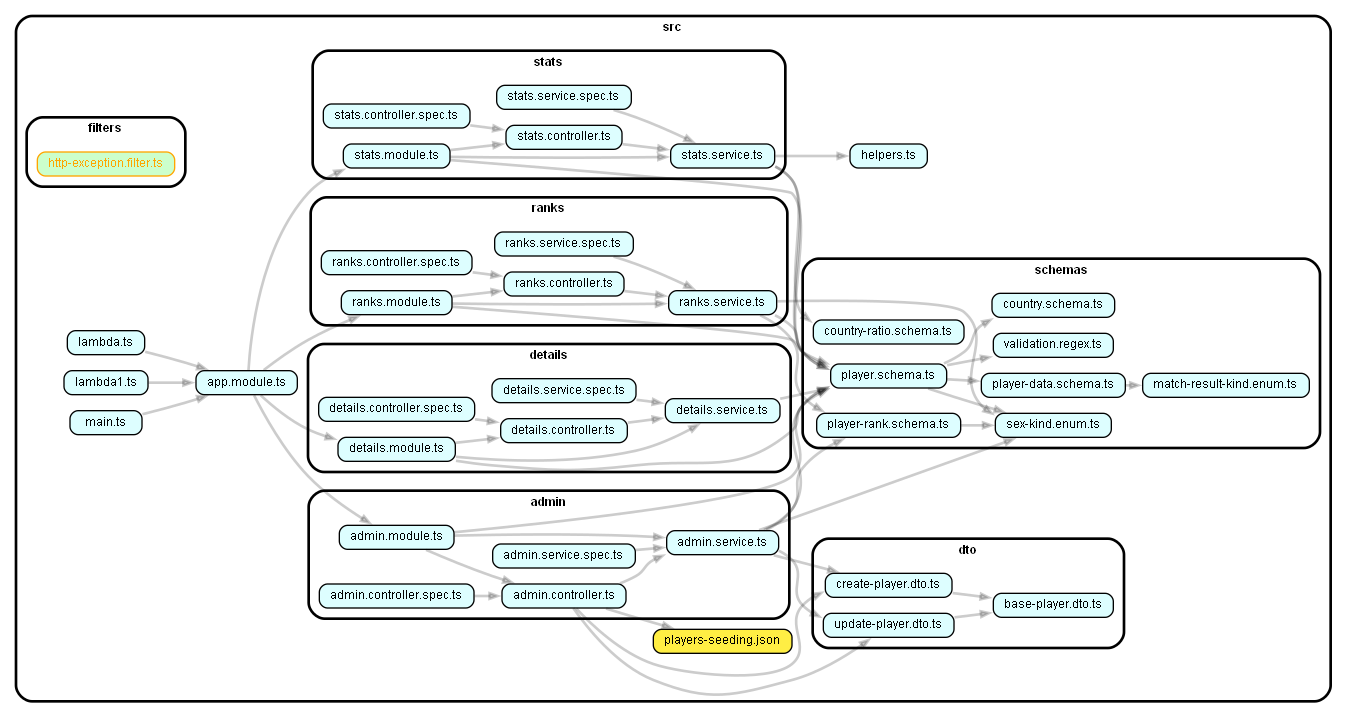 src
stats
stats.service.spec.ts
stats.controller.spec.ts
stats.controller.ts
stats.module.ts
stats.service.ts
helpers.ts
filters
http-exception.filter.ts
ranks
ranks.service.spec.ts
ranks.controller.spec.ts
ranks.controller.ts
ranks.module.ts
ranks.service.ts
schemas
country.schema.ts
country-ratio.schema.ts
validation.regex.ts
player.schema.ts
player-data.schema.ts
match-result-kind.enum.ts
player-rank.schema.ts
sex-kind.enum.ts
lambda.ts
lambda1.ts
app.module.ts
main.ts
details
details.service.spec.ts
details.controller.spec.ts
details.service.ts
details.controller.ts
details.module.ts
admin
admin.module.ts
admin.service.ts
admin.service.spec.ts
admin.controller.spec.ts
admin.controller.ts
players-seeding.json
dto
create-player.dto.ts
base-player.dto.ts
update-player.dto.ts